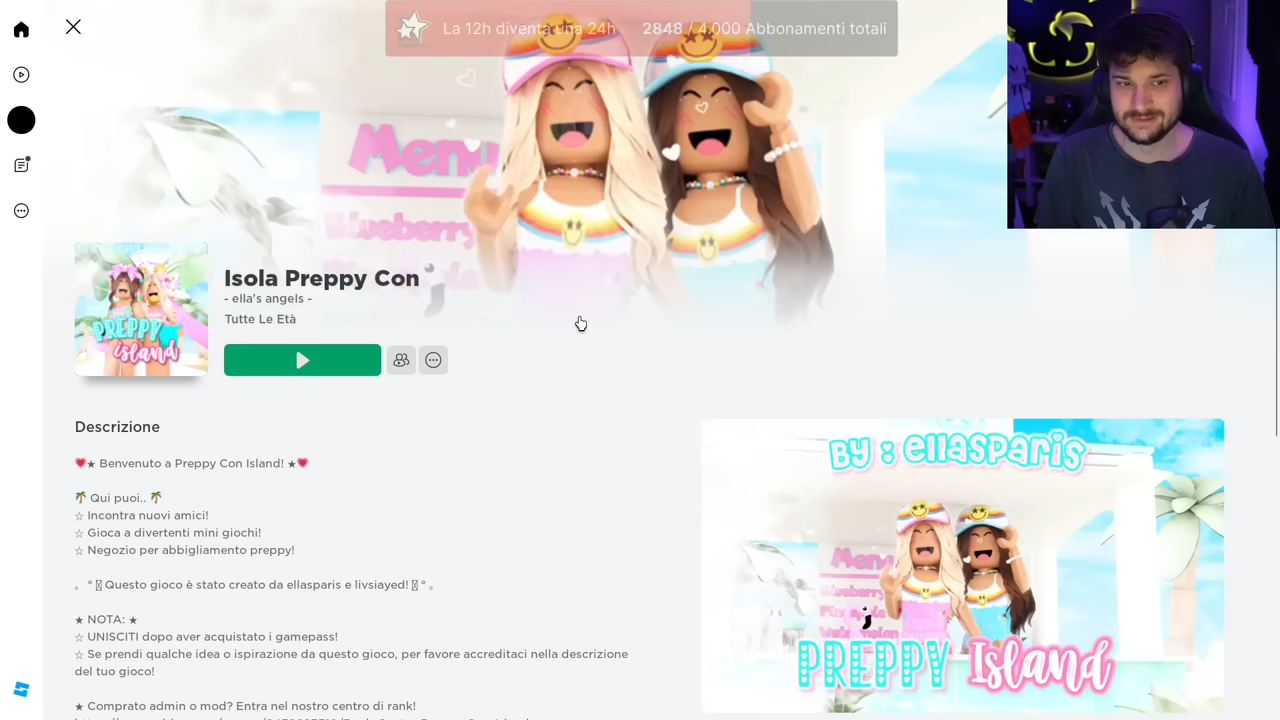 La 12h diventa una 24h 2848 / 4.000 Abbonamenti totali
Menu
Blueberry
Isola Preppy Con
- ella's angels -
Tutte Le Età
PREPPY
island
Descrizione
★ Benvenuto a Preppy Con Island! ★
Qui puoi..
☆ Incontra nuovi amici!
☆ Gioca a divertenti mini giochi!
☆ Negozio per abbigliamento preppy!
。 ° Questo gioco è stato creato da ellasparis e livsiayed! ° 。
★ NOTA: ★
☆ UNISCITI dopo aver acquistato i gamepass!
☆ Se prendi qualche idea o ispirazione da questo gioco, per favore accreditaci nella descrizione
del tuo gioco!
★ Comprato admin o mod? Entra nel nostro centro di rank!
BY : ellasparis
Menu
Blueberry
PREPPY Island